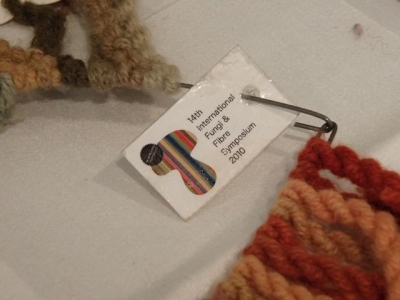 14th
International
Fungi &
Fibre
Symposium
2010